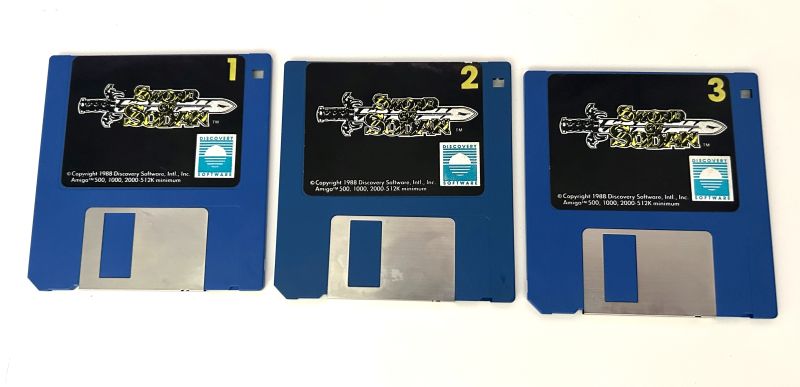 1
SWORD
OF
SODAN
™
DISCOVERY
SOFTWARE
© Copyright 1988 Discovery Software, Intl., Inc.
Amiga™ 500, 1000, 2000-512K minimum
2
SWORD
OF
SODAN
™
DISCOVERY
SOFTWARE
© Copyright 1988 Discovery Software, Intl., Inc.
Amiga™ 500, 1000, 2000-512K minimum
3
SWORD
OF
SODAN
™
DISCOVERY
SOFTWARE
© Copyright 1988 Discovery Software, Intl., Inc.
Amiga™ 500, 1000, 2000-512K minimum